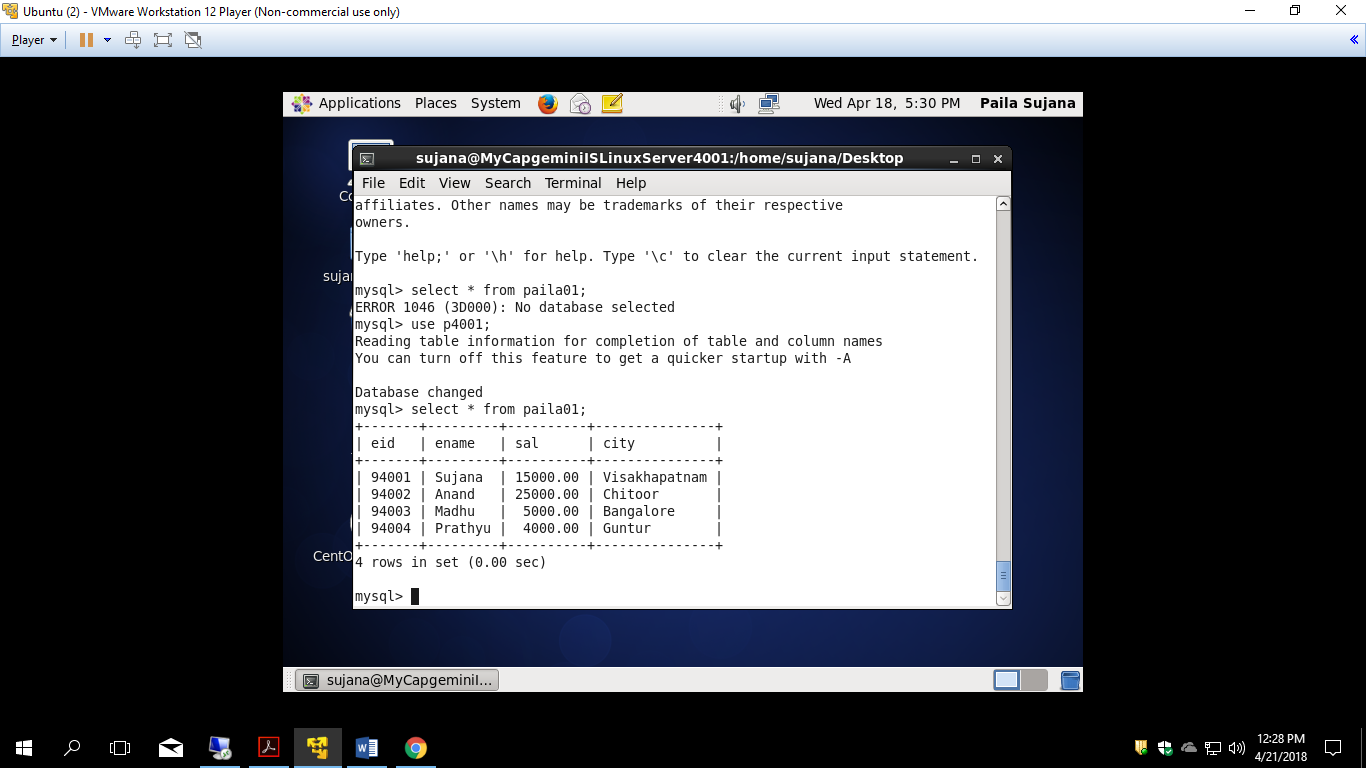 Ubuntu (2) - VMware Workstation 12 Player (Non-commercial use only)
Player
Applications Places System Wed Apr 18, 5:30 PM Paila Sujana
sujana@MyCapgeminiISLinuxServer4001:/home/sujana/Desktop
File Edit View Search Terminal Help
affiliates. Other names may be trademarks of their respective
owners.
Type 'help;' or '\h' for help. Type '\c' to clear the current input statement.
mysql> select * from paila01;
ERROR 1046 (3D000): No database selected
mysql> use p4001;
Reading table information for completion of table and column names
You can turn off this feature to get a quicker startup with -A
Database changed
mysql> select * from paila01;
+-------+---------+----------+--------------+
| eid   | ename   | sal      | city         |
+-------+---------+----------+--------------+
| 94001 | Sujana  | 15000.00 | Visakhapatnam |
| 94002 | Anand   | 25000.00 | Chitoor       |
| 94003 | Madhu   |  5000.00 | Bangalore     |
| 94004 | Prathyu |  4000.00 | Guntur        |
+-------+---------+----------+--------------+
4 rows in set (0.00 sec)
mysql>
sujana@MyCapgeminiI...
12:28 PM
4/21/2018